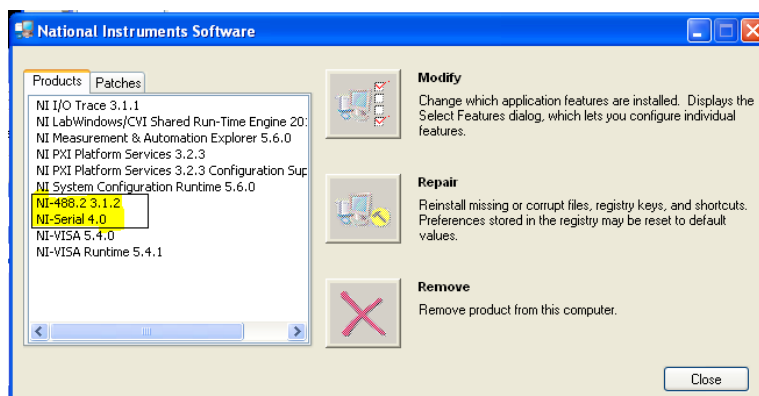 National Instruments Software
Products
Patches
NI I/O Trace 3.1.1
NI LabWindows/CVI Shared Run-Time Engine 20
NI Measurement & Automation Explorer 5.6.0
NI PXI Platform Services 3.2.3
NI PXI Platform Services 3.2.3 Configuration Sup
NI System Configuration Runtime 5.6.0
NI-488.2 3.1.2
NI-Serial 4.0
NI-VISA 5.4.0
NI-VISA Runtime 5.4.1
Modify
Change which application features are installed. Displays the
Select Features dialog, which lets you configure individual
features.
Repair
Reinstall missing or corrupt files, registry keys, and shortcuts.
Preferences stored in the registry may be reset to default
values.
Remove
Remove product from this computer.
Close